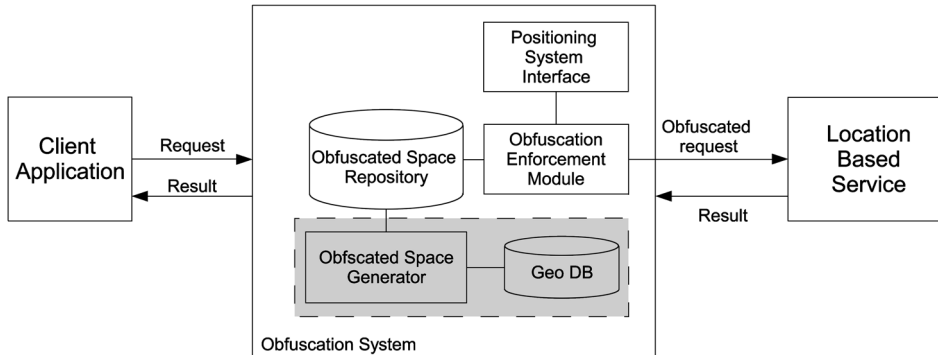 Client
Application
Request
Result
Positioning
System
Interface
Obfuscated Space
Repository
Obfuscation
Enforcement
Module
Obfscated Space
Generator
Geo DB
Obfuscation System
Obfuscated
request
Result
Location
Based
Service